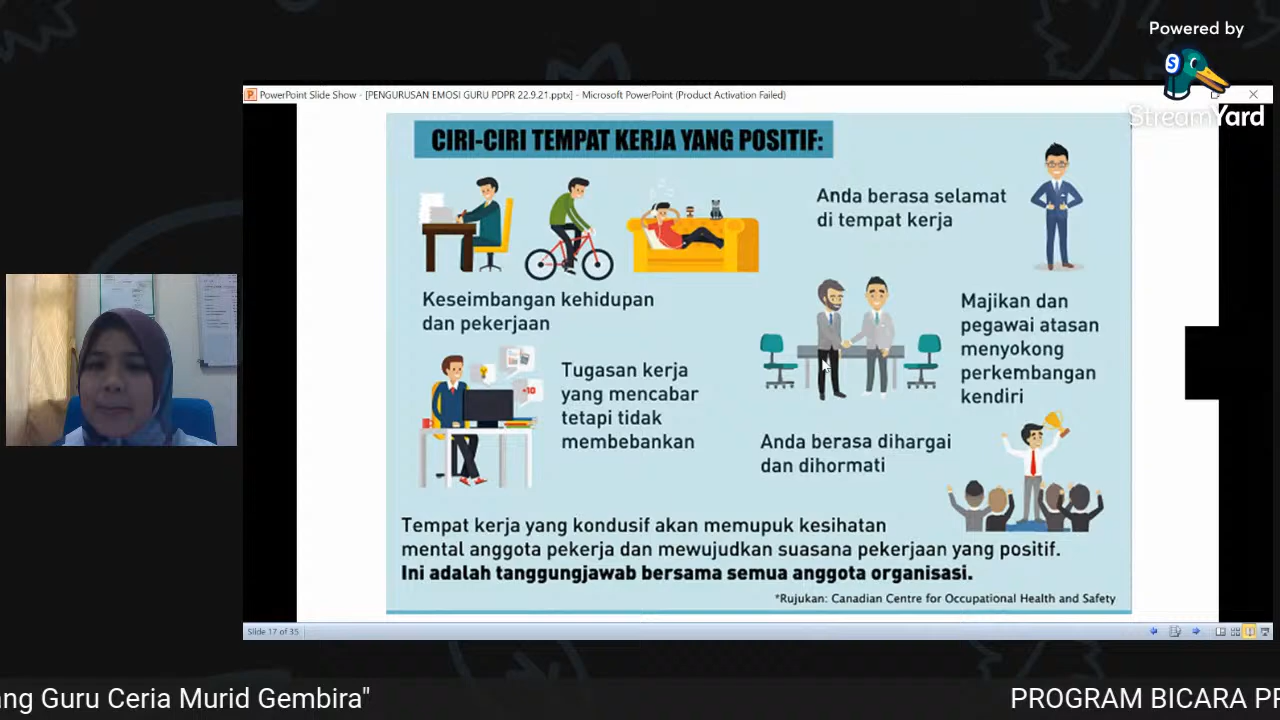 Powered by
StreamYard
PowerPoint Slide Show - [PENGURUSAN EMOSI GURU PDPR 22.9.21.pptx] - Microsoft PowerPoint (Product Activation Failed)
CIRI-CIRI TEMPAT KERJA YANG POSITIF:
Anda berasa selamat
di tempat kerja
Keseimbangan kehidupan
dan pekerjaan
Majikan dan
pegawai atasan
menyokong
perkembangan
kendiri
Tugasan kerja
yang mencabar
tetapi tidak
membebankan
Anda berasa dihargai
dan dihormati
Tempat kerja yang kondusif akan memupuk kesihatan
mental anggota pekerja dan mewujudkan suasana pekerjaan yang positif.
Ini adalah tanggungjawab bersama semua anggota organisasi.
*Rujukan: Canadian Centre for Occupational Health and Safety
Slide 17 of 35
ang Guru Ceria Murid Gembira" PROGRAM BICARA PP